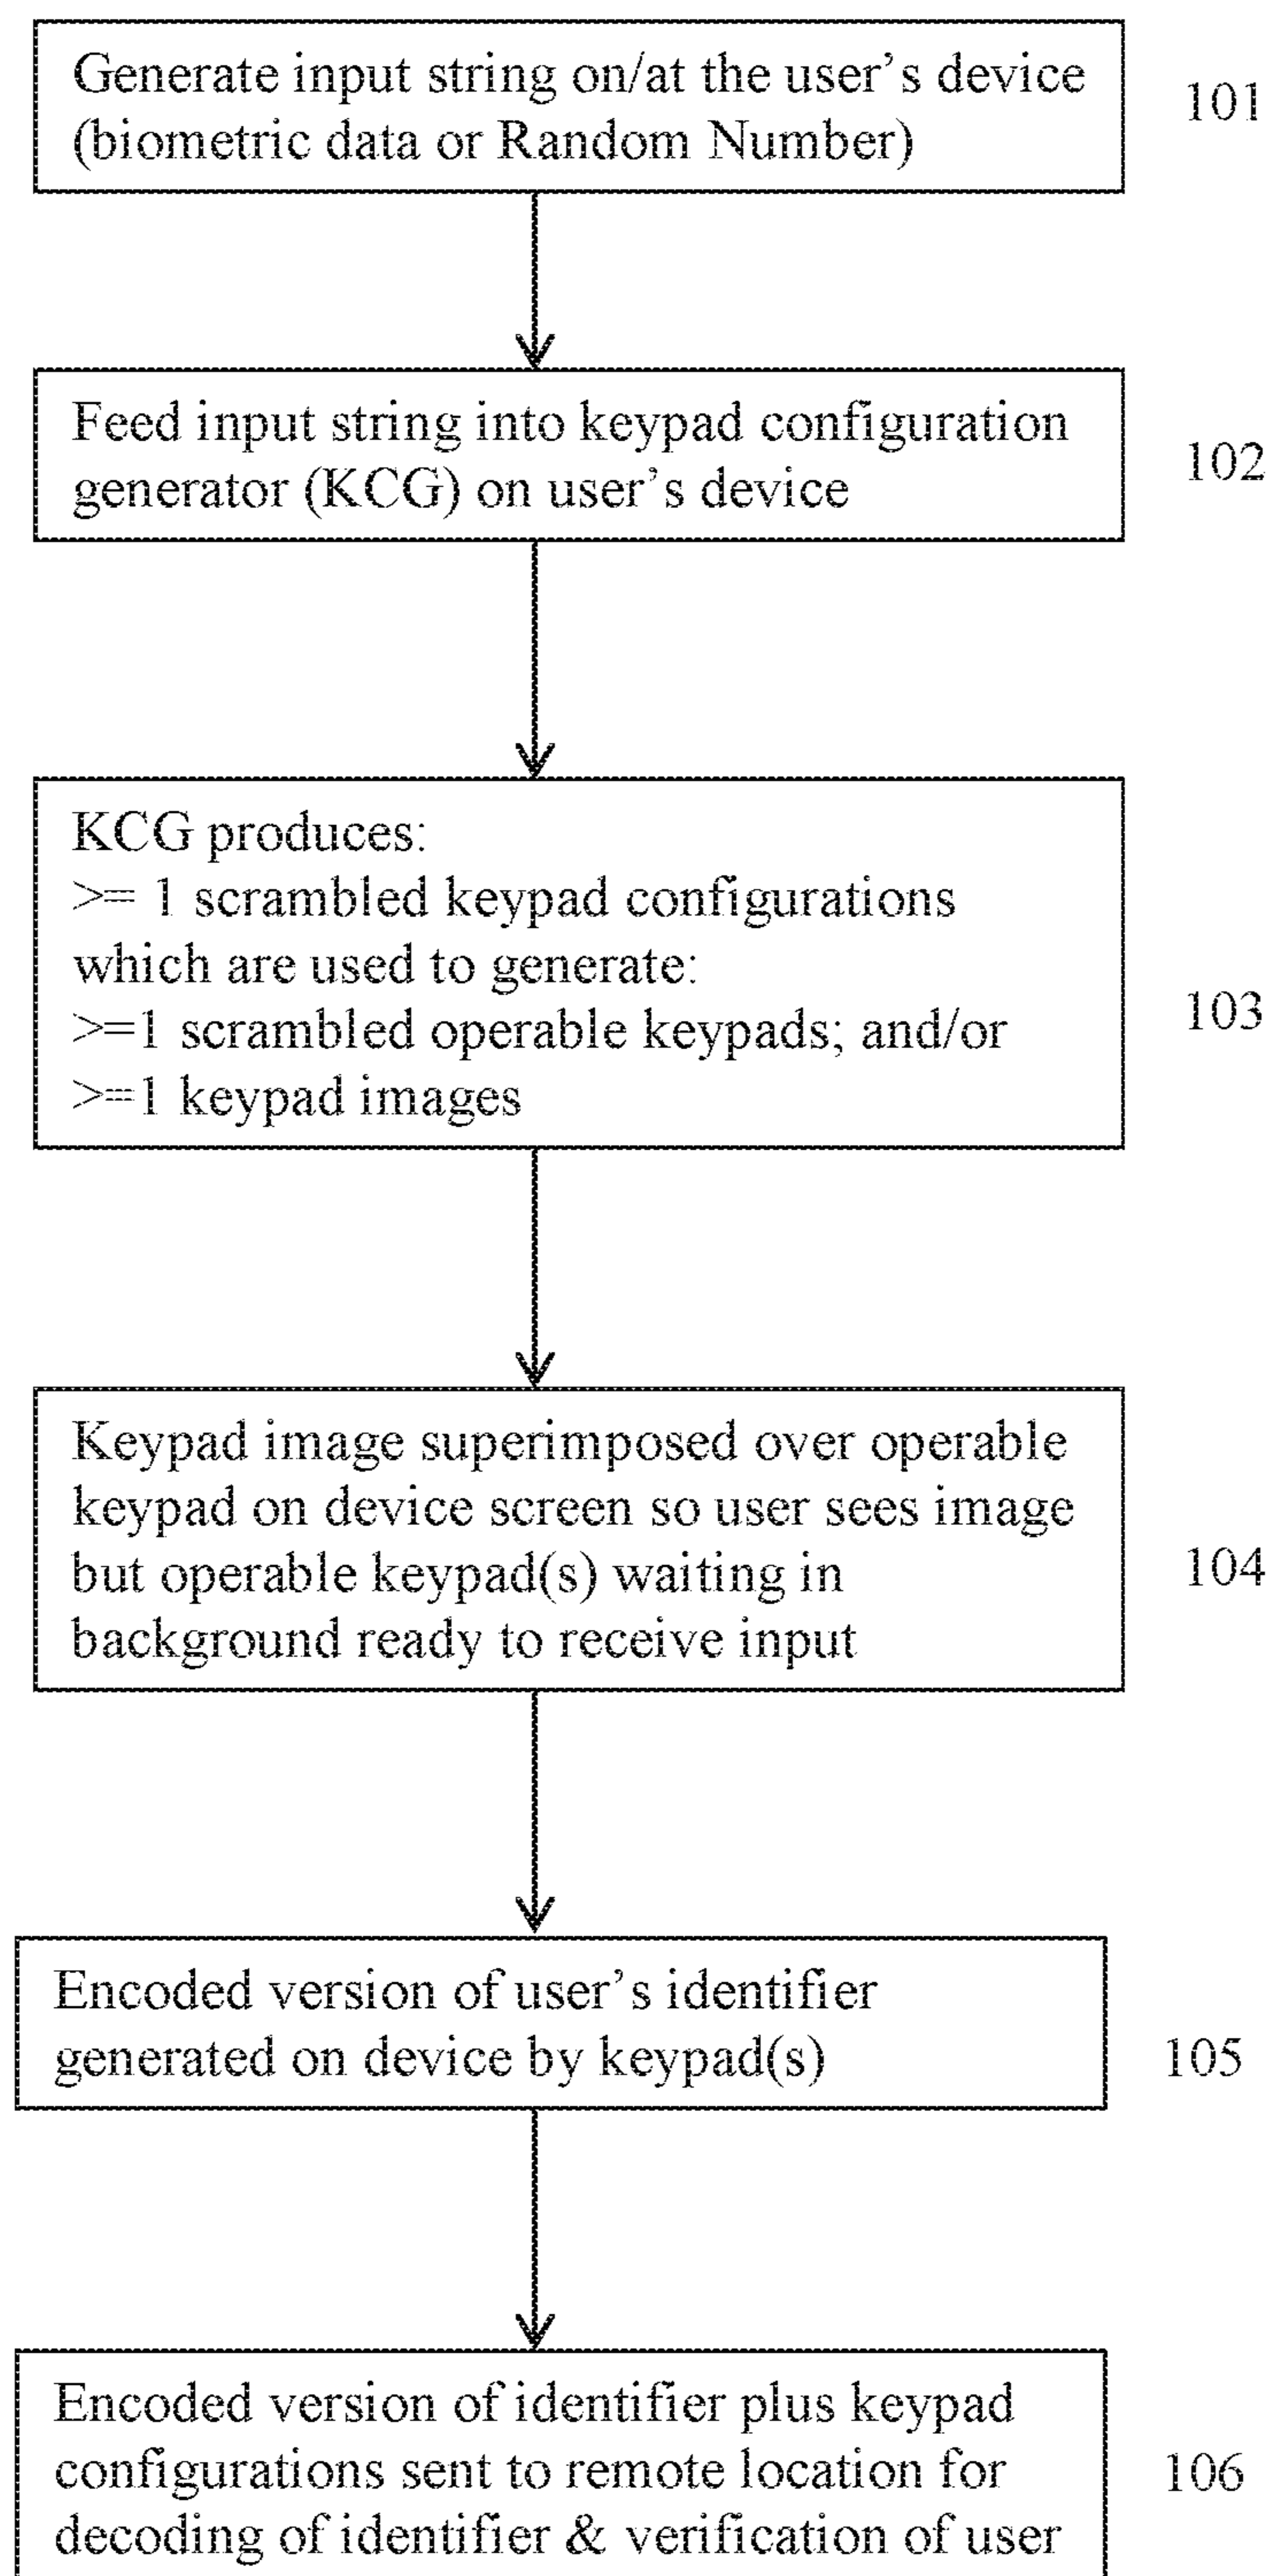 Generate input string on/at the user's device
(biometric data or Random Number)
101
Feed input string into keypad configuration
generator (KCG) on user's device
102
KCG produces:
>= 1 scrambled keypad configurations
which are used to generate:
>=1 scrambled operable keypads; and/or
>=1 keypad images
103
Keypad image superimposed over operable
keypad on device screen so user sees image
but operable keypad(s) waiting in
background ready to receive input
104
Encoded version of user's identifier
generated on device by keypad(s)
105
Encoded version of identifier plus keypad
configurations sent to remote location for
decoding of identifier & verification of user
106